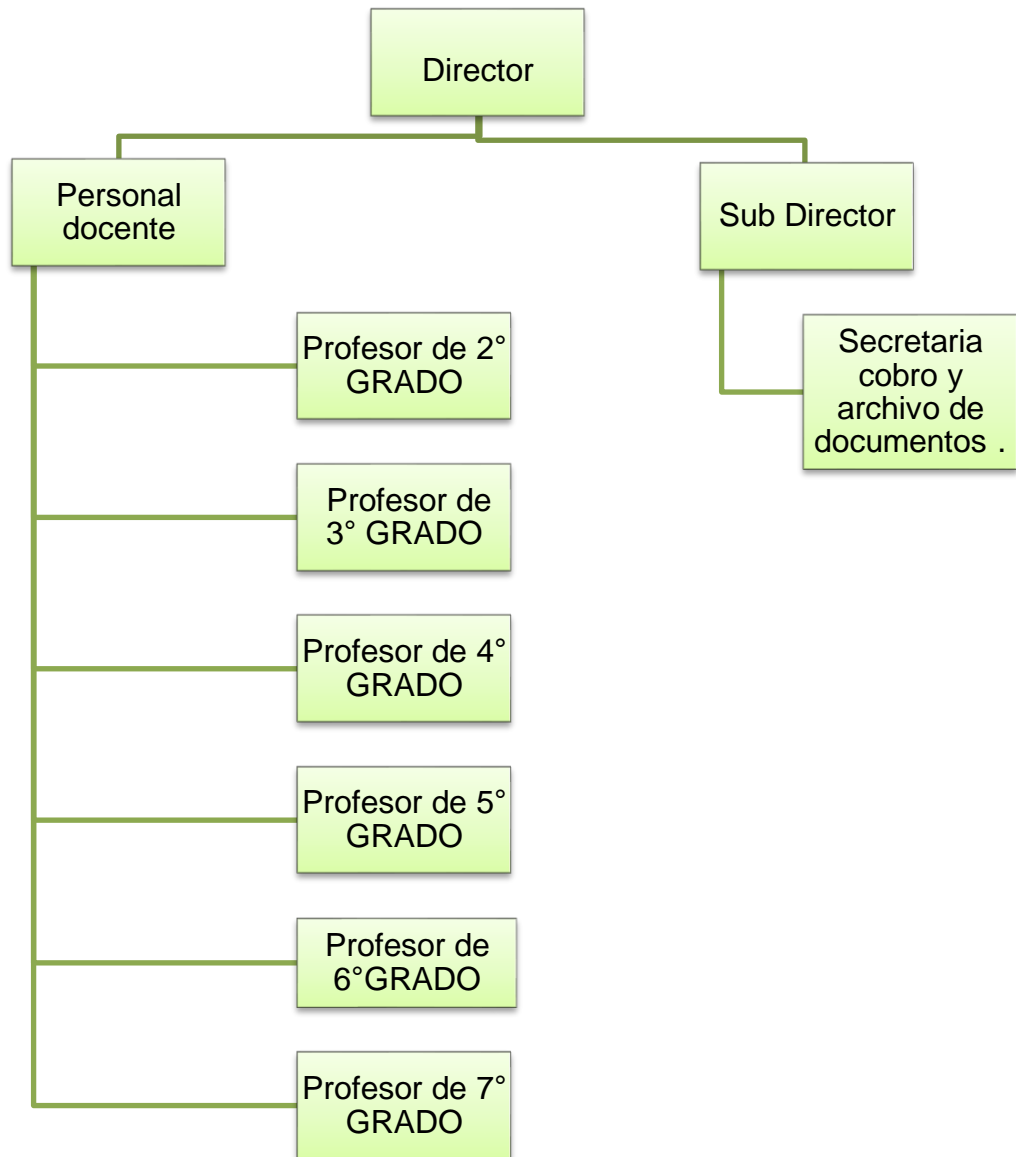 Director
Personal
docente
Sub Director
Profesor de 2°
GRADO
Secretaria
cobro y
archivo de
documentos .
Profesor de
3° GRADO
Profesor de 4°
GRADO
Profesor de 5°
GRADO
Profesor de
6°GRADO
Profesor de 7°
GRADO